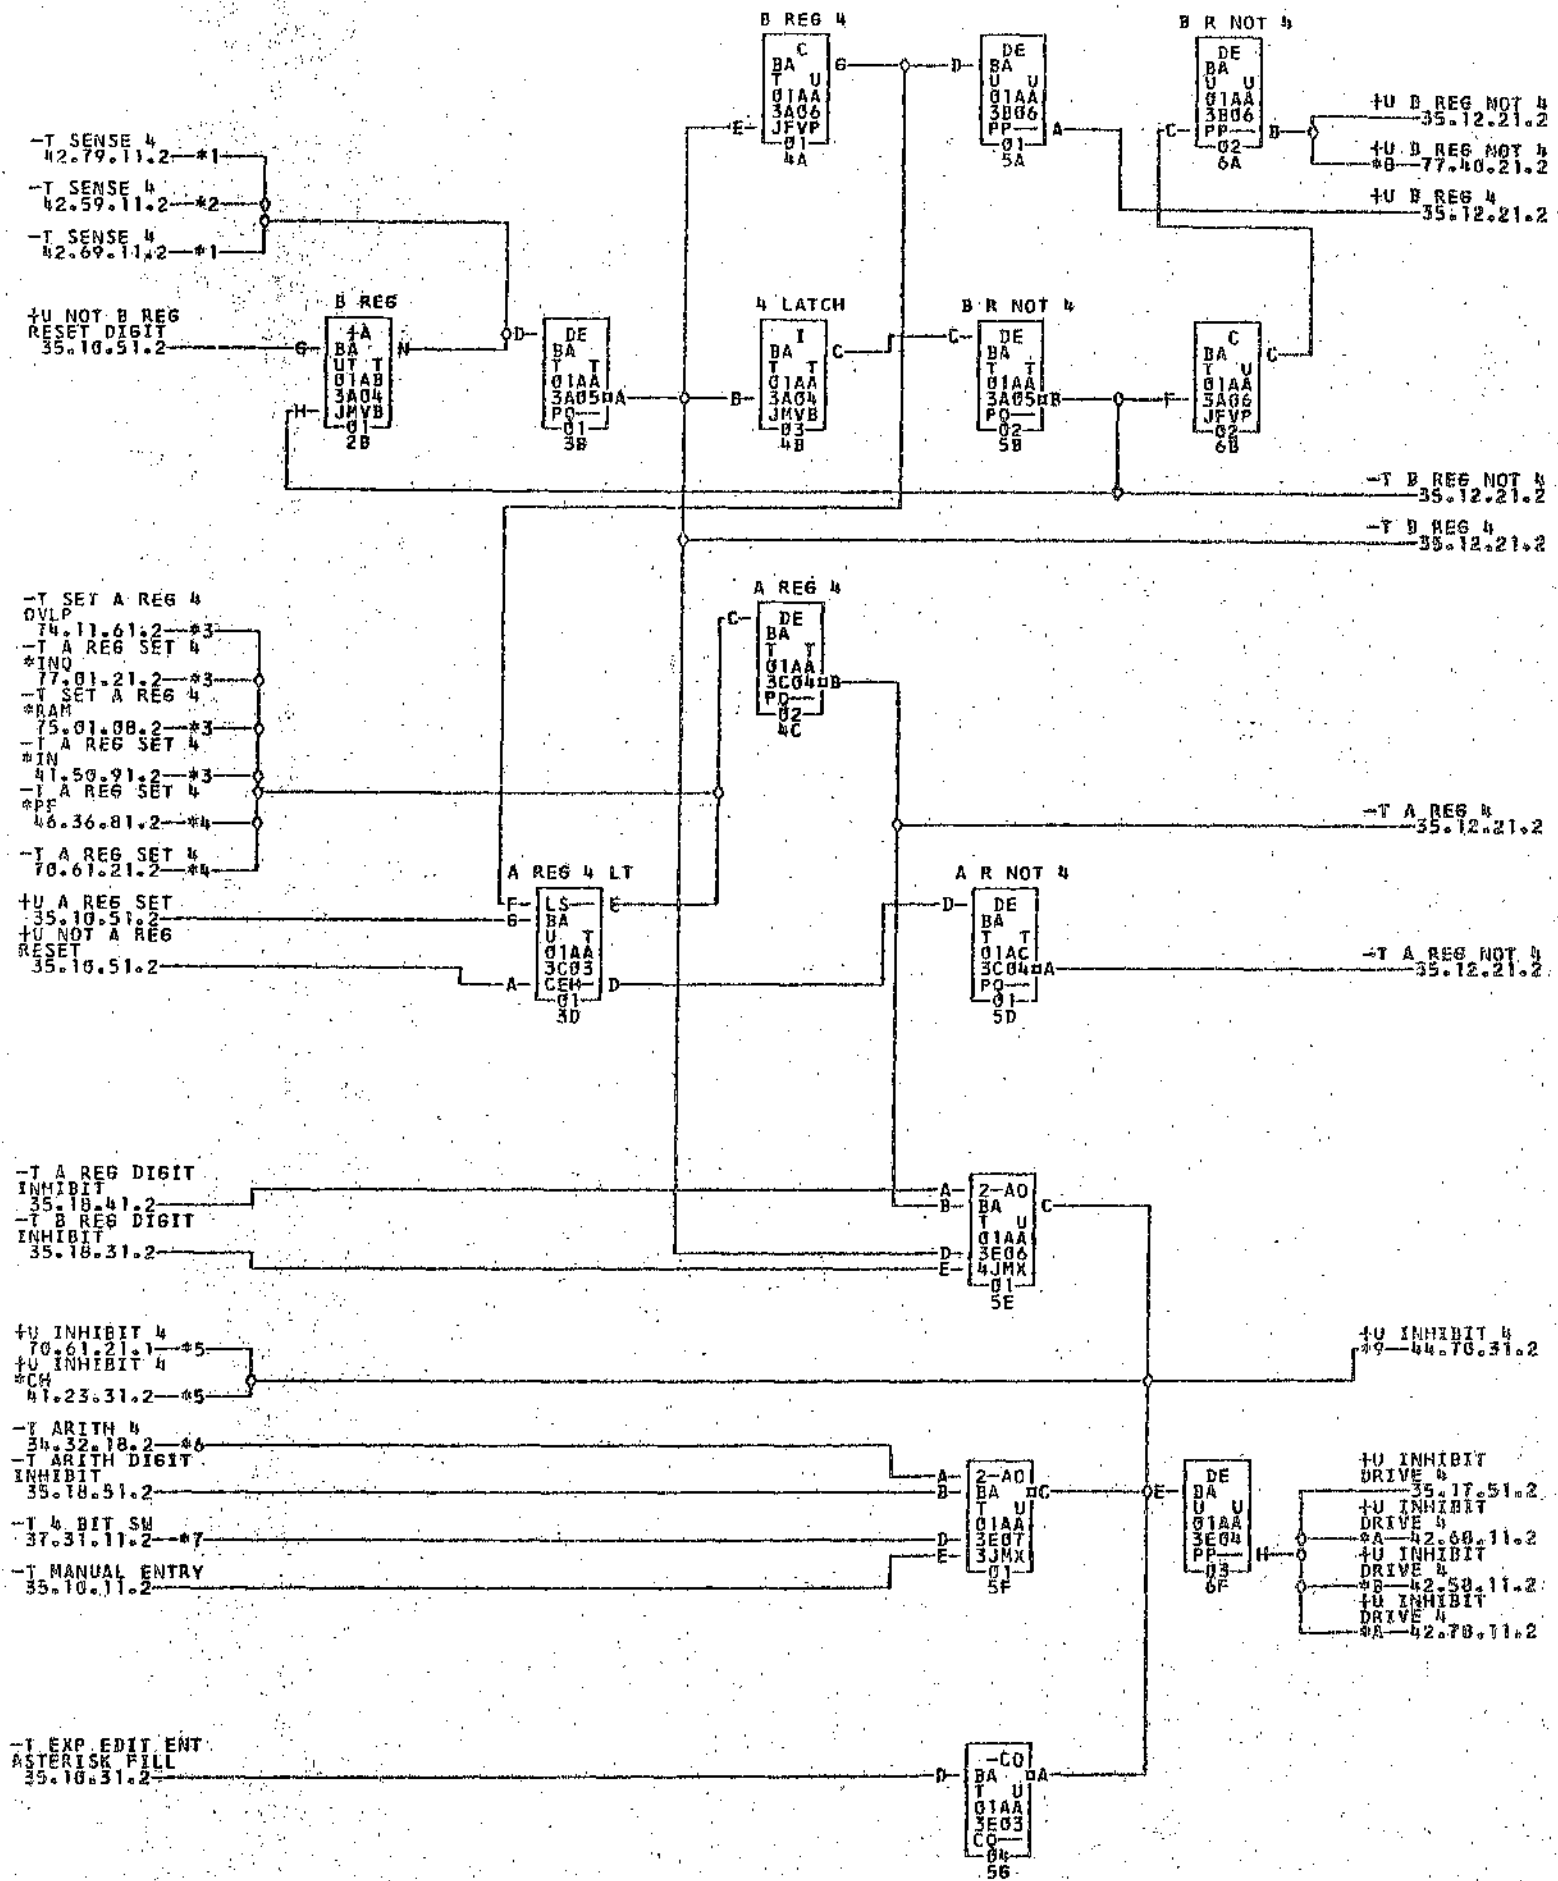 B REG 4
C
BA G
T U
01AA
3A06
E JFVP
01
4A
D DE
BA
U U
01AA
3B06
PP A
01
5A
B R NOT 4
DE
BA
U U
01AA
3B06
C PP B
02
6A
+U B REG NOT 4
35.12.21.2
+U B REG NOT 4
*B 77.40.21.2
+U B REG 4
35.12.21.2
-T SENSE 4
42.79.11.2 *1
-T SENSE 4
42.59.11.2 *2
-T SENSE 4
42.69.11.2 *1
+U NOT B REG
RESET DIGIT
35.10.51.2
B REG
+A
G BA N
UT T
01AB
3A04
H JMVB
01
2B
D DE
BA
T T
01AA
3A05 A
PQ
01
3B
4 LATCH
I
BA C
T T
01AA
B 3A04
JMVB
03
4B
B R NOT 4
C DE
BA
T T
01AA
3A05 B
PQ
02
5B
C
BA C
T U
01AA
F 3A06
JFVP
02
6B
-T B REG NOT 4
35.12.21.2
-T B REG 4
35.12.21.2
-T SET A REG 4
OVLP
74.11.61.2 *3
-T A REG SET 4
*INQ
77.01.21.2 *3
-T SET A REG 4
*RAM
75.01.08.2 *3
-T A REG SET 4
*IN
41.50.91.2 *3
-T A REG SET 4
*PF
46.36.81.2 *4
-T A REG SET 4
70.61.21.2 *4
+U A REG SET
35.10.51.2
+U NOT A REG
RESET
35.10.51.2
A REG 4
C DE
BA
T T
01AA
3C04 B
PQ
02
4C
A REG 4 LT
F LS E
G BA
U T
01AA
3C03
A CEH D
01
3D
A R NOT 4
D DE
BA
T T
01AC
3C04 A
PQ
01
5D
-T A REG 4
35.12.21.2
-T A REG NOT 4
35.12.21.2
-T A REG DIGIT
INHIBIT
35.18.41.2
-T B REG DIGIT
INHIBIT
35.18.31.2
A 2-AO
B BA C
T U
01AA
D 3E06
E 4JMX
01
5E
+U INHIBIT 4
70.61.21.1 *5
+U INHIBIT 4
*CH
41.23.31.2 *5
+U INHIBIT 4
*9 44.70.31.2
-T ARITH 4
34.32.18.2 *6
-T ARITH DIGIT
INHIBIT
35.18.51.2
-T 4 BIT SW
37.31.11.2 *7
-T MANUAL ENTRY
35.10.11.2
A 2-AO
B BA C
T U
01AA
D 3E07
E 3JMX
01
5F
DE
E BA
U U
01AA
3E04
PP H
03
6F
+U INHIBIT
DRIVE 4
35.17.51.2
+U INHIBIT
DRIVE 4
*A 42.60.11.2
+U INHIBIT
DRIVE 4
*B 42.50.11.2
+U INHIBIT
DRIVE 4
*A 42.70.11.2
-T EXP EDIT ENT
ASTERISK FILL
35.10.31.2
-CO
D BA A
T U
01AA
3E03
CQ
04
5G